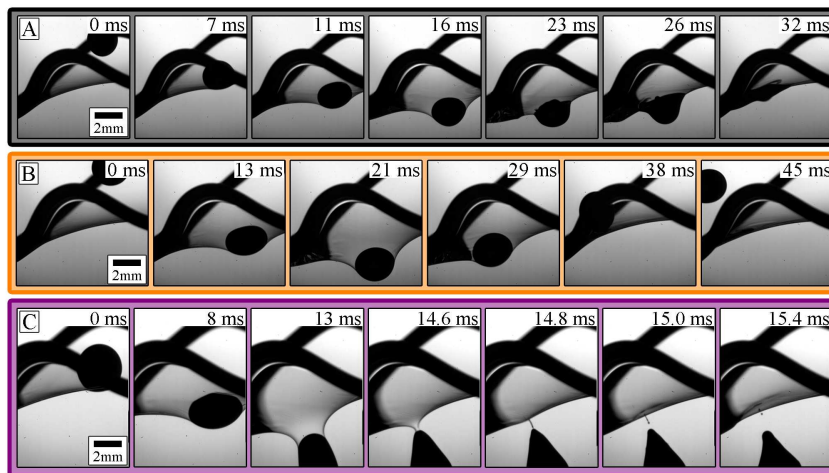 A 0 ms 7 ms 11 ms 16 ms 23 ms 26 ms 32 ms
2mm
B 0 ms 13 ms 21 ms 29 ms 38 ms 45 ms
2mm
C 0 ms 8 ms 13 ms 14.6 ms 14.8 ms 15.0 ms 15.4 ms
2mm